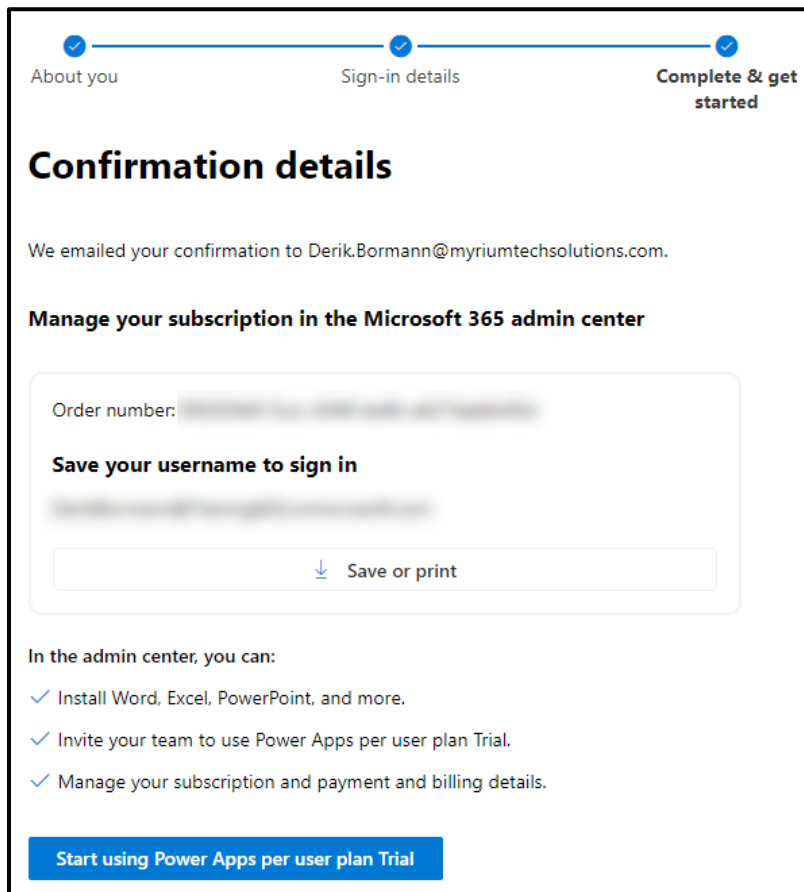 About you
Sign-in details
Complete & get
started
Confirmation details
We emailed your confirmation to Derik.Bormann@myriumtechsolutions.com.
Manage your subscription in the Microsoft 365 admin center
Order number:
Save your username to sign in
Save or print
In the admin center, you can:
Install Word, Excel, PowerPoint, and more.
Invite your team to use Power Apps per user plan Trial.
Manage your subscription and payment and billing details.
Start using Power Apps per user plan Trial